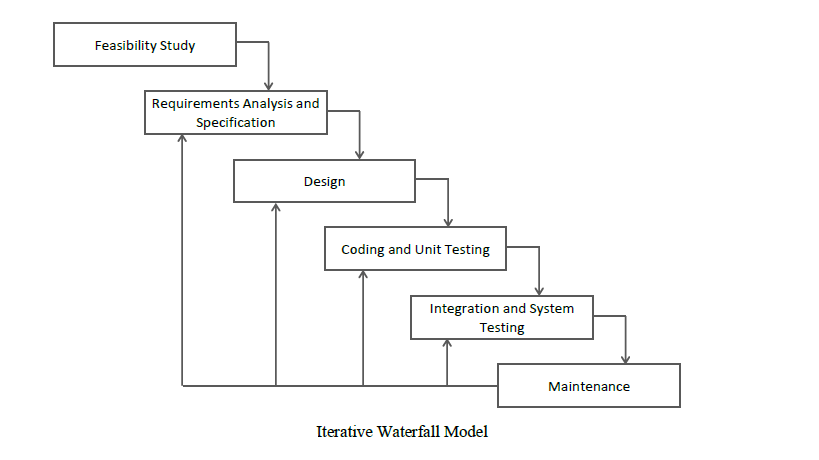 Feasibility Study
Requirements Analysis and
Specification
Design
Coding and Unit Testing
Integration and System
Testing
Maintenance
Iterative Waterfall Model